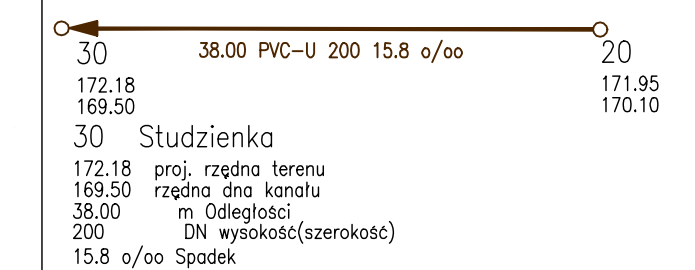 30 38.00 PVC-U 200 15.8 o/oo 20
172.18 171.95
169.50 170.10
30 Studzienka
172.18 proj. rzędna terenu
169.50 rzędna dna kanału
38.00 m Odległości
200 DN wysokość(szerokość)
15.8 o/oo Spadek